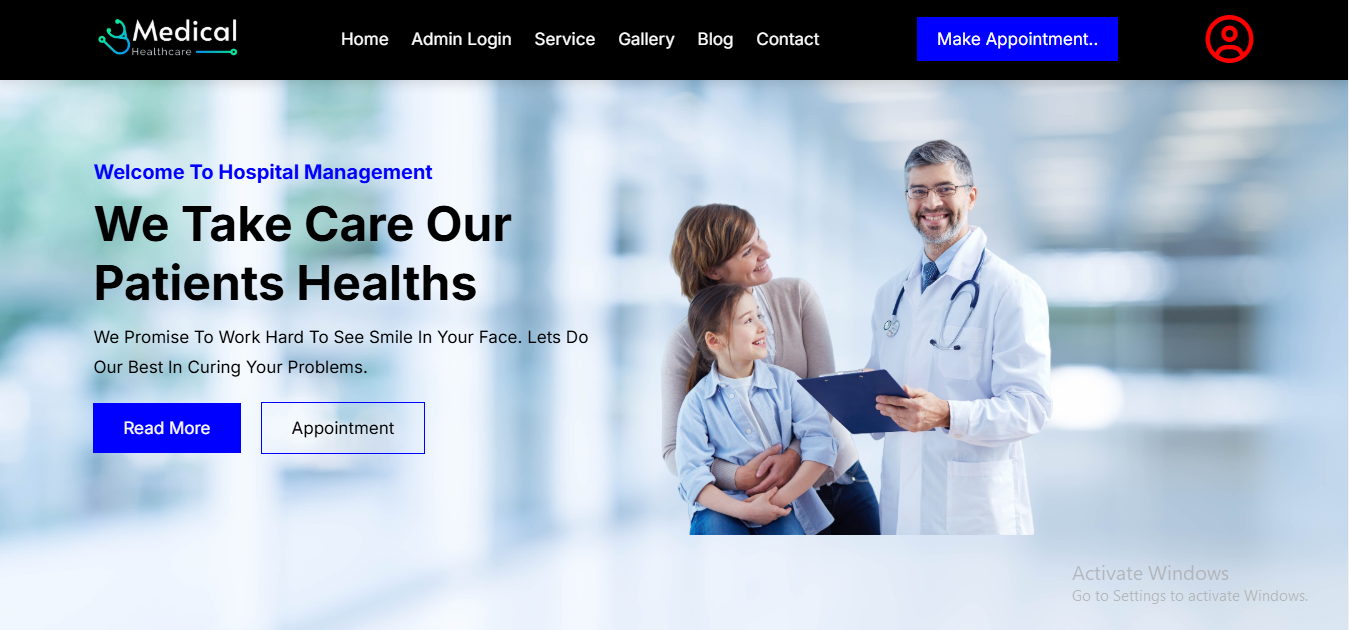 Medical
Healthcare
Home Admin Login Service Gallery Blog Contact Make Appointment..
Welcome To Hospital Management
We Take Care Our
Patients Healths
We Promise To Work Hard To See Smile In Your Face. Lets Do
Our Best In Curing Your Problems.
Read More Appointment
Activate Windows
Go to Settings to activate Windows.